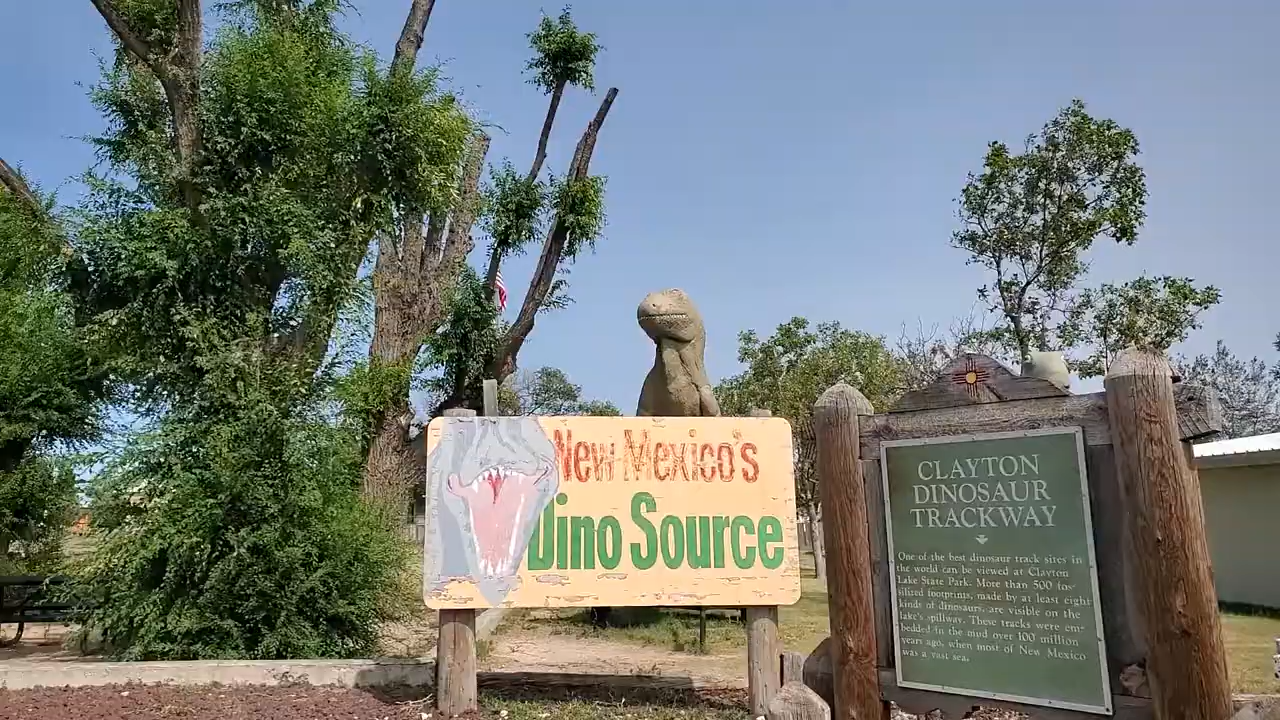 New Mexico's
Dino Source
CLAYTON
DINOSAUR
TRACKWAY
One of the best dinosaur track sites in
the world can be viewed at Clayton
Lake State Park. More than 500 fos-
silized footprints, made by at least eight
kinds of dinosaurs, are visible on the
lake's spillway. These tracks were em-
bedded in the mud over 100 million
years ago, when most of New Mexico
was a vast sea.